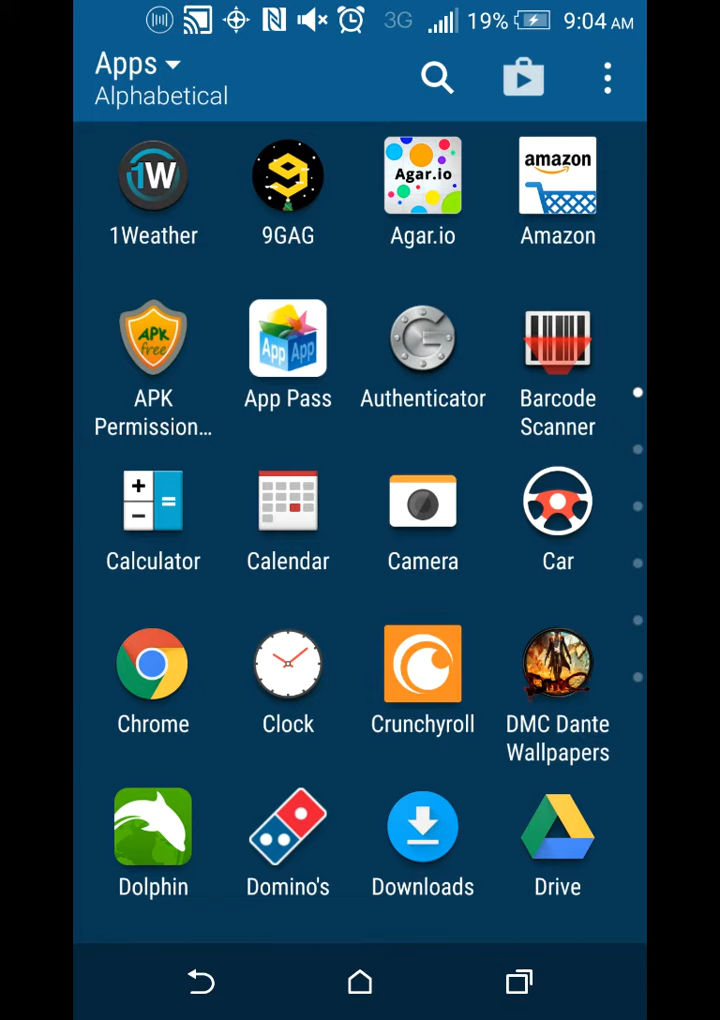 3G 19% 9:04 AM
Apps
Alphabetical
1W
9
Agar.io
amazon
1Weather
9GAG
Agar.io
Amazon
APK
free
App App
APK
Permission...
App Pass
Authenticator
Barcode
Scanner
Calculator
Calendar
Camera
Car
Chrome
Clock
Crunchyroll
DMC Dante
Wallpapers
Dolphin
Domino's
Downloads
Drive